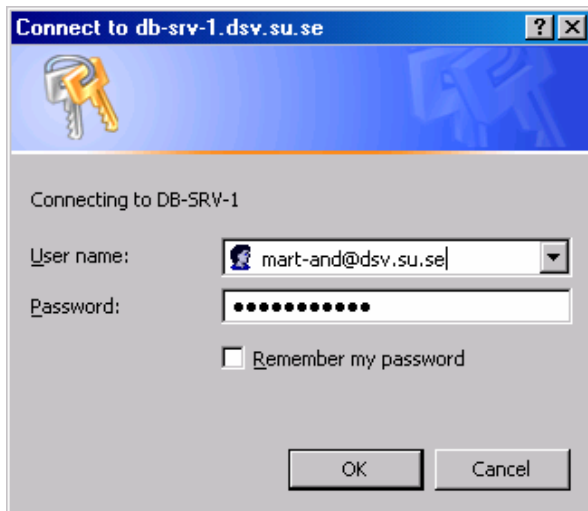 Connect to db-srv-1.dsv.su.se
Connecting to DB-SRV-1
User name: mart-and@dsv.su.se
Password: ●●●●●●●●●●●
Remember my password
OK Cancel